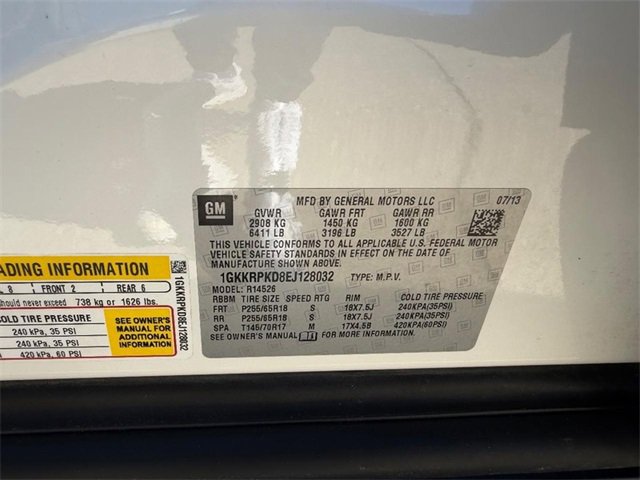 GM
MFD BY GENERAL MOTORS LLC 07/13
GVWR GAWR FRT GAWR RR
2908 KG 1450 KG 1600 KG
6411 LB 3196 LB 3527 LB
THIS VEHICLE CONFORMS TO ALL APPLICABLE U.S. FEDERAL MOTOR
VEHICLE SAFETY STANDARDS IN EFFECT ON THE DATE OF
MANUFACTURE SHOWN ABOVE.
1GKKRPKD8EJ128032 TYPE: M.P.V.
MODEL: R14526
RBBM TIRE SIZE SPEED RTG RIM COLD TIRE PRESSURE
FRT P255/65R18 S 18X7.5J 240KPA(35PSI)
RR P255/65R18 S 18X7.5J 240KPA(35PSI)
SPA T145/70R17 M 17X4.5B 420KPA(60PSI)
SEE OWNER'S MANUAL FOR MORE INFORMATION.
ADING INFORMATION
8 FRONT 2 REAR 6
should never exceed 738 kg or 1626 lbs.
COLD TIRE PRESSURE
240 kPa, 35 PSI
240 kPa, 35 PSI
420 kPa, 60 PSI
SEE OWNER'S
MANUAL FOR
ADDITIONAL
INFORMATION
1GKKRPKD8EJ128032